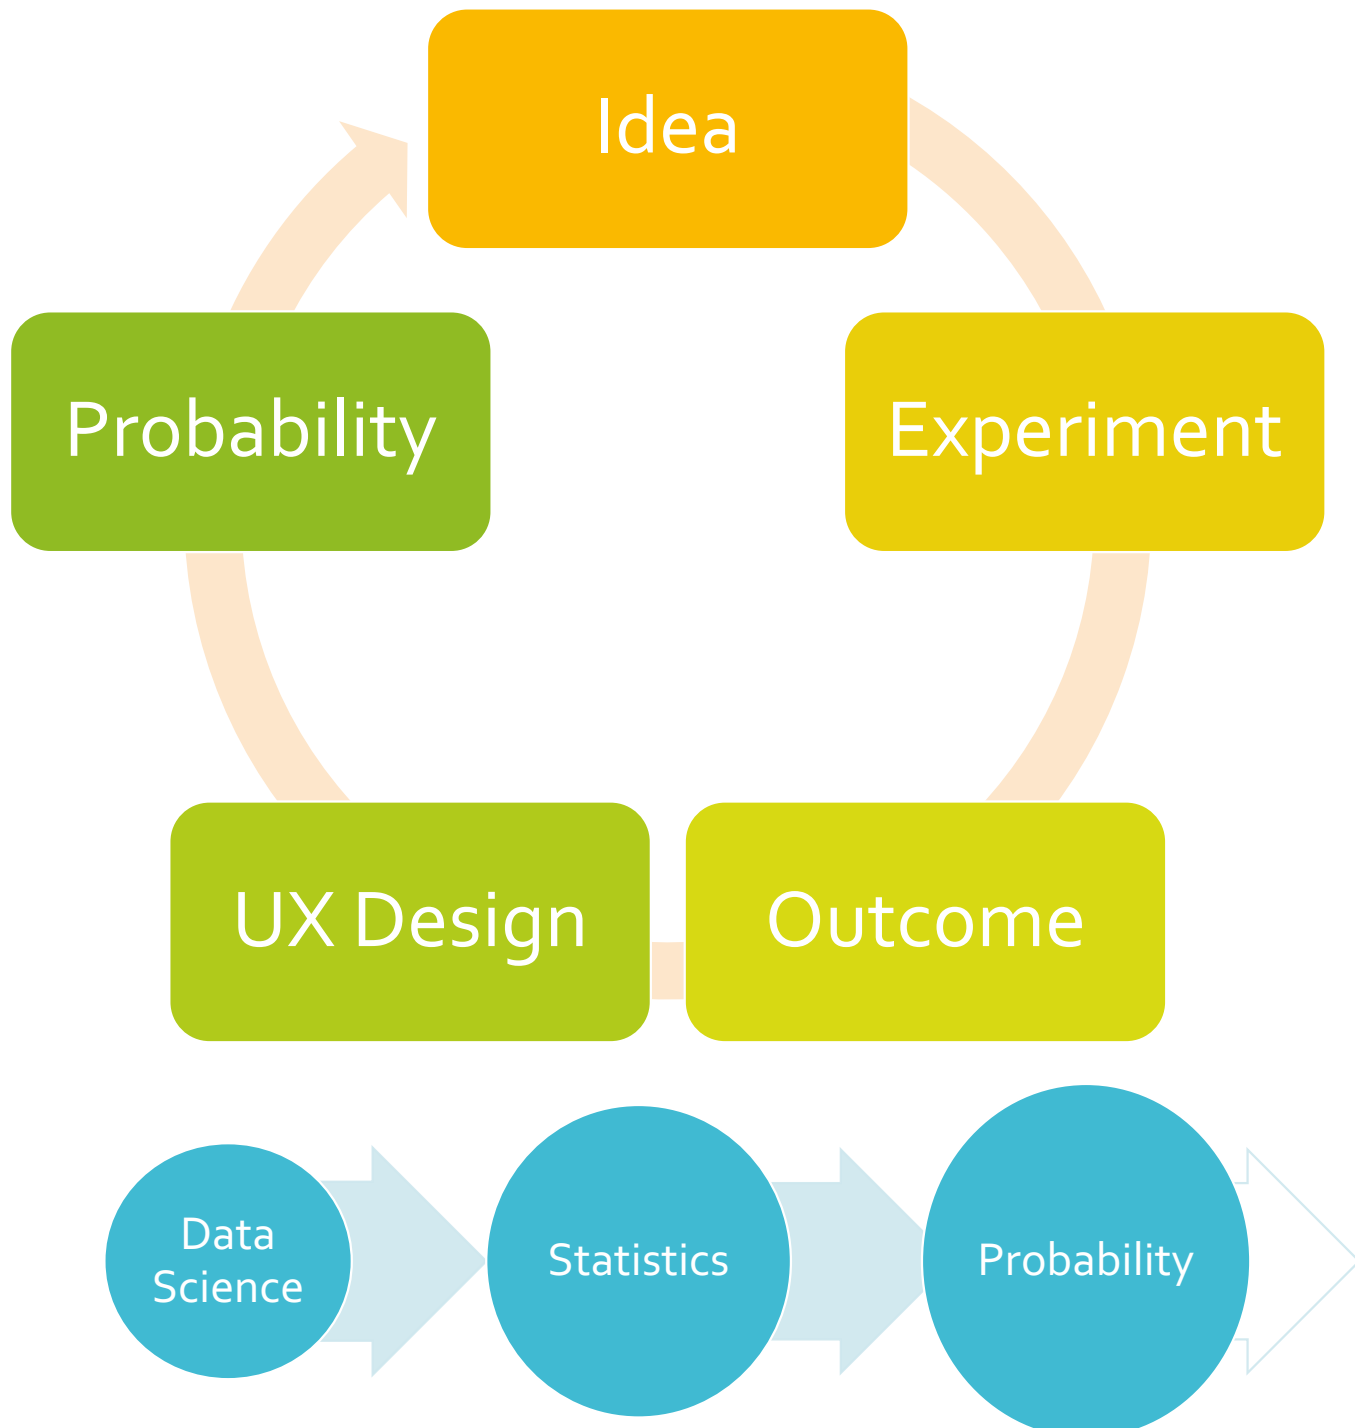 Idea
Probability
Experiment
UX Design
Outcome
Data
Science
Statistics
Probability